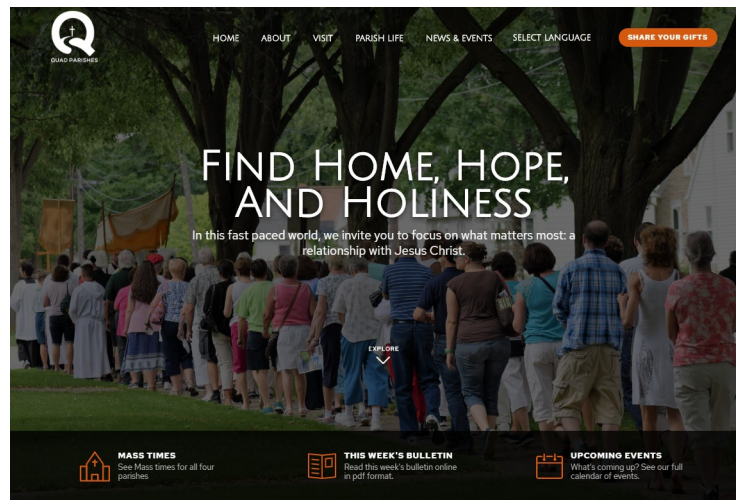 QUAD PARISHES
HOME ABOUT VISIT PARISH LIFE NEWS & EVENTS SELECT LANGUAGE SHARE YOUR GIFTS
FIND HOME, HOPE,
AND HOLINESS
In this fast paced world, we invite you to focus on what matters most: a
relationship with Jesus Christ.
EXPLORE
MASS TIMES
See Mass times for all four
parishes
THIS WEEK'S BULLETIN
Read this week's bulletin online
in pdf format.
UPCOMING EVENTS
What's coming up? See our full
calendar of events.